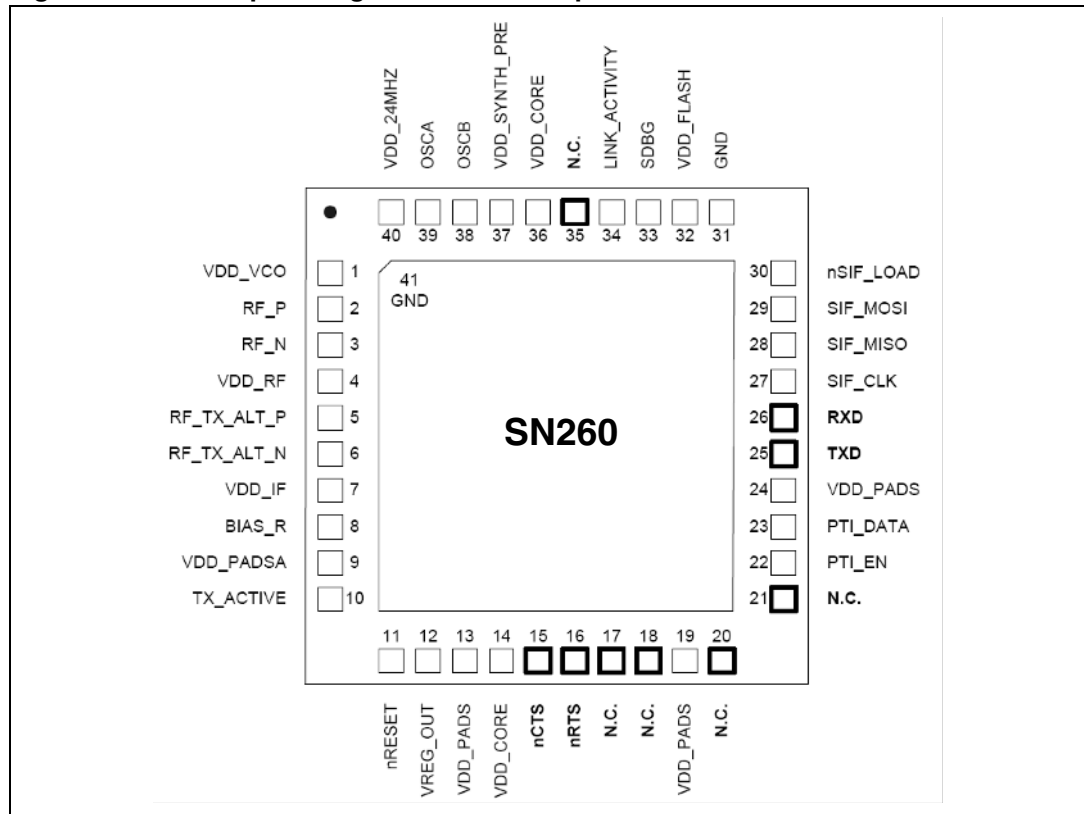 VDD_24MHZ
OSCA
OSCB
VDD_SYNTH_PRE
VDD_CORE
N.C.
LINK_ACTIVITY
SDBG
VDD_FLASH
GND
40 39 38 37 36 35 34 33 32 31
VDD_VCO 1
RF_P 2
RF_N 3
VDD_RF 4
RF_TX_ALT_P 5
RF_TX_ALT_N 6
VDD_IF 7
BIAS_R 8
VDD_PADSA 9
TX_ACTIVE 10
41
GND
SN260
30 nSIF_LOAD
29 SIF_MOSI
28 SIF_MISO
27 SIF_CLK
26 RXD
25 TXD
24 VDD_PADS
23 PTI_DATA
22 PTI_EN
21 N.C.
11 12 13 14 15 16 17 18 19 20
nRESET
VREG_OUT
VDD_PADS
VDD_CORE
nCTS
nRTS
N.C.
N.C.
VDD_PADS
N.C.